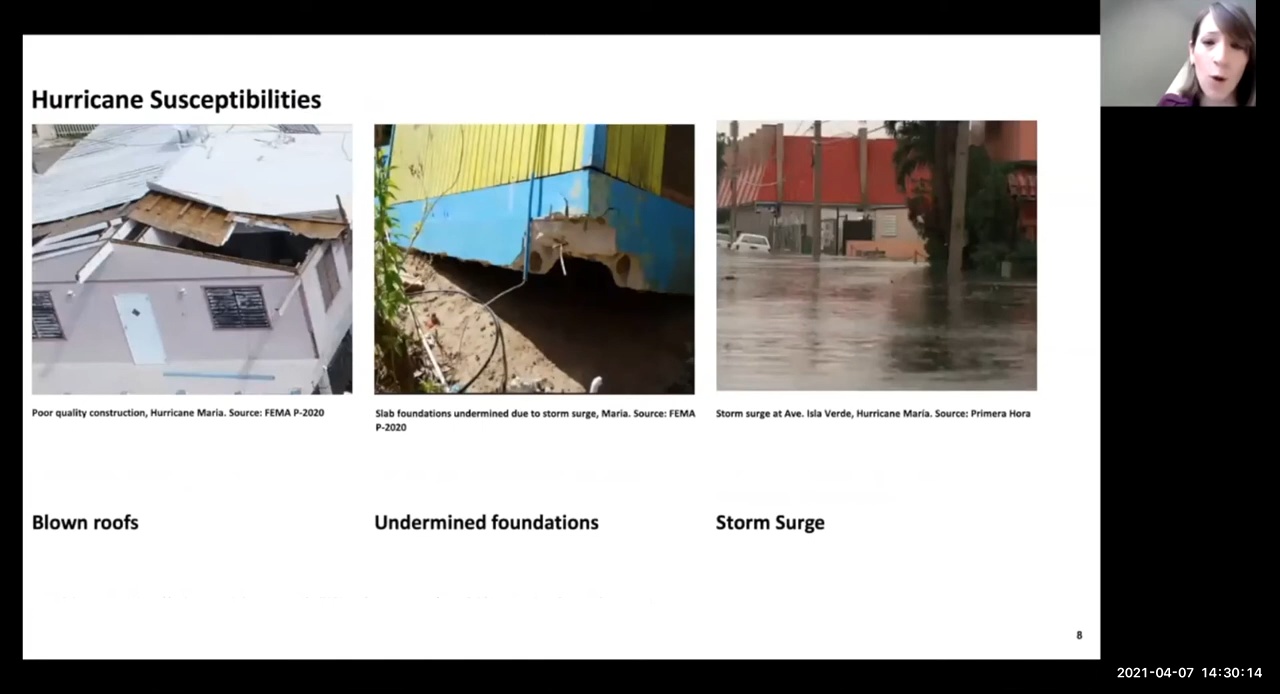 Hurricane Susceptibilities
Poor quality construction, Hurricane Maria. Source: FEMA P-2020
Slab foundations undermined due to storm surge, Maria. Source: FEMA
P-2020
Storm surge at Ave. Isla Verde, Hurricane María. Source: Primera Hora
Blown roofs
Undermined foundations
Storm Surge
8
2021-04-07 14:30:14